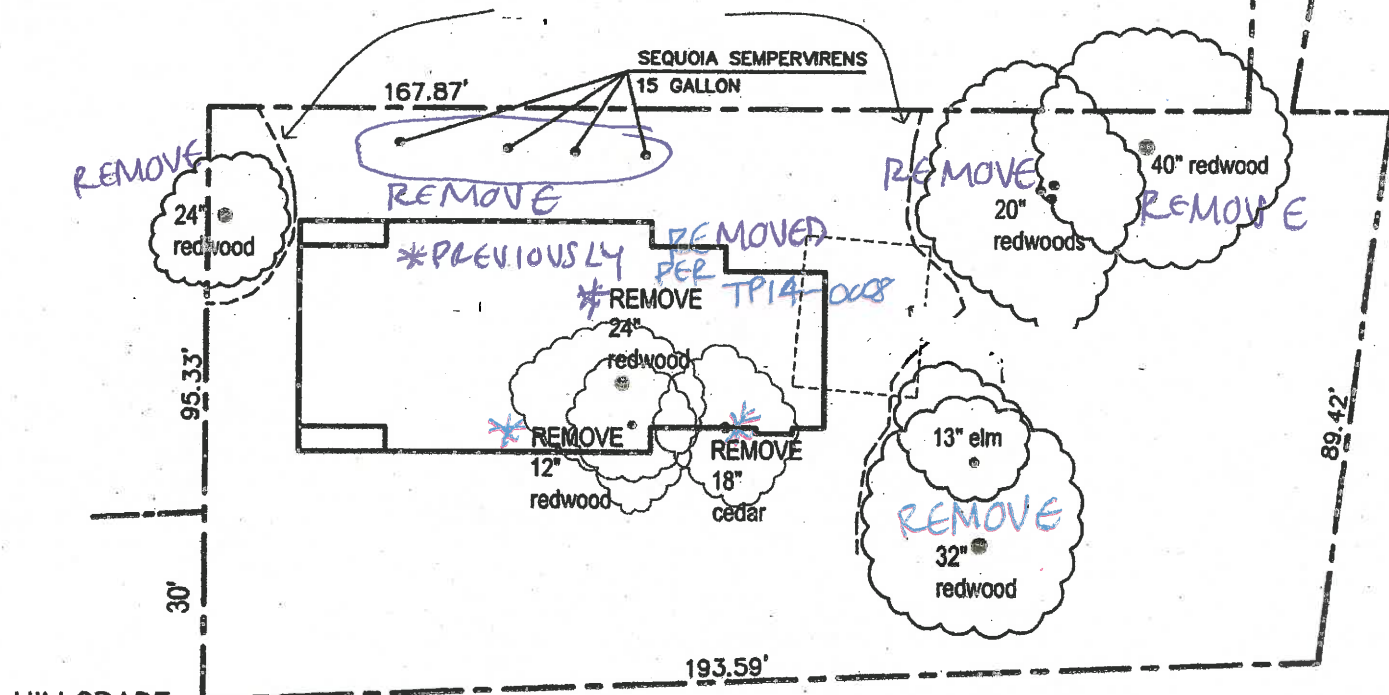 SEQUOIA SEMPERVIRENS
15 GALLON
167.87'
REMOVE
24"
redwood
REMOVE
REMOVE
20"
redwoods
40" redwood
REMOVE
*PREVIOUSLY REMOVED
PER TP14-0008
* REMOVE
24"
redwood
* REMOVE
12"
redwood
* REMOVE
18"
cedar
13" elm
REMOVE
32"
redwood
95.33'
89.42'
30'
193.59'